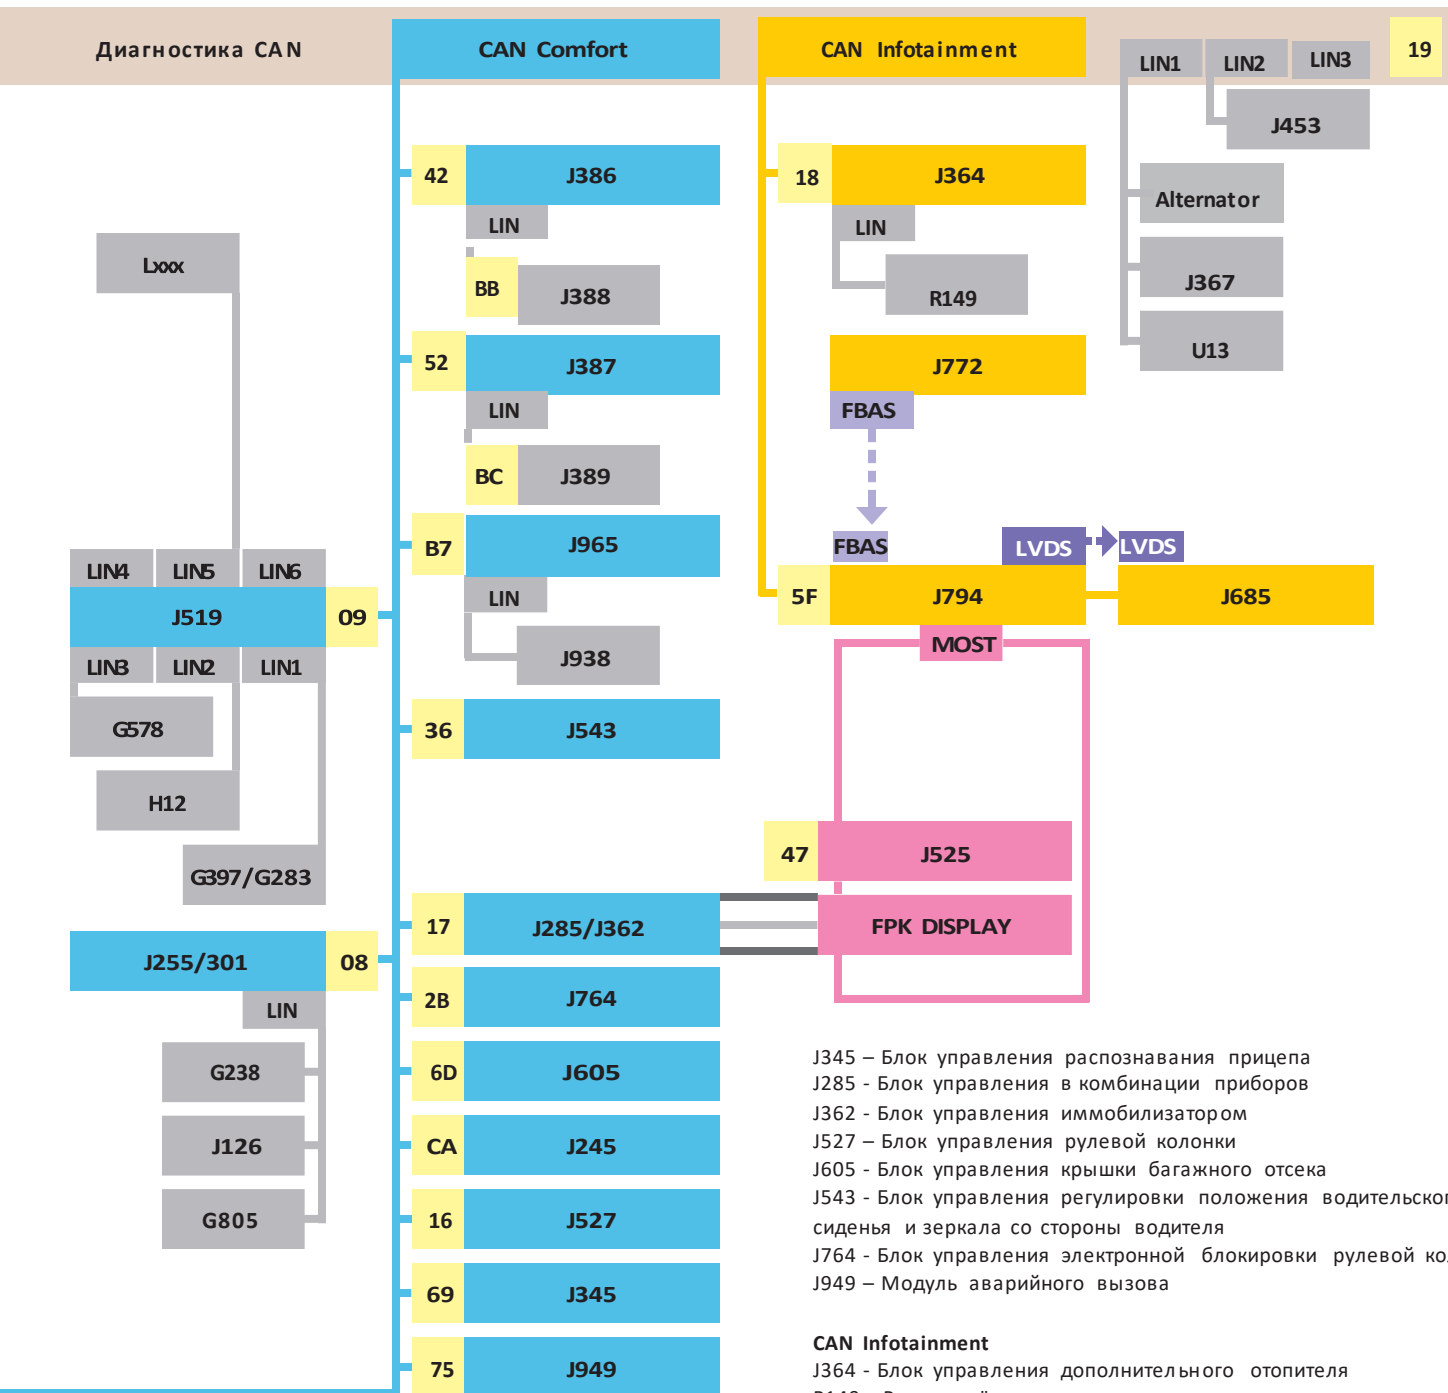 Диагностика CAN
CAN Comfort
CAN Infotainment
LIN1
LIN2
LIN3
19
J453
Alternator
J367
U13
42
J386
LIN
BB
J388
52
J387
LIN
BC
J389
B7
J965
LIN
J938
36
J543
18
J364
LIN
R149
J772
FBAS
FBAS
LVDS
LVDS
5F
J794
J685
MOST
47
J525
FPK DISPLAY
Lxxx
LIN4
LIN5
LIN6
J519
09
LIN3
LIN2
LIN1
G578
H12
G397/G283
17
J285/J362
J255/301
08
LIN
G238
J126
G805
2B
J764
6D
J605
CA
J245
16
J527
69
J345
75
J949
J345 – Блок управления распознавания прицепа
J285 - Блок управления в комбинации приборов
J362 - Блок управления иммобилизатором
J527 – Блок управления рулевой колонки
J605 - Блок управления крышки багажного отсека
J543 - Блок управления регулировки положения
сиденья и зеркала со стороны водителя
J764 - Блок управления электронной блокировки рулевой
J949 – Модуль аварийного вызова
CAN Infotainment
J364 - Блок управления дополнительного отопителя